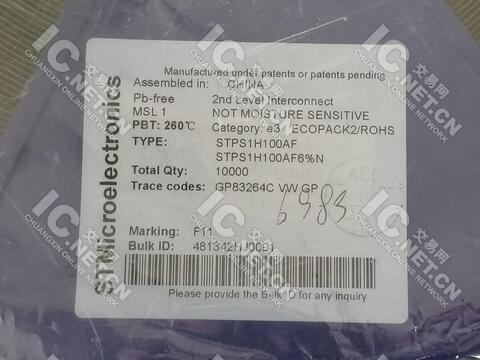 STMicroelectronics
Manufactured under patents or patents pending
Assembled in: CHINA
Pb-free 2nd Level Interconnect
MSL 1 NOT MOISTURE SENSITIVE
PBT: 260℃ Category: e3 ECOPACK2/ROHS
TYPE: STPS1H100AF
STPS1H100AF6%N
Total Qty: 10000
Trace codes: GP83264C VW GP
6983
Marking: F11
Bulk ID:
Please provide the Bulk ID for any inquiry
IC交易网
CHUANGXIN ONLINE NETWORK
IC.NET.CN